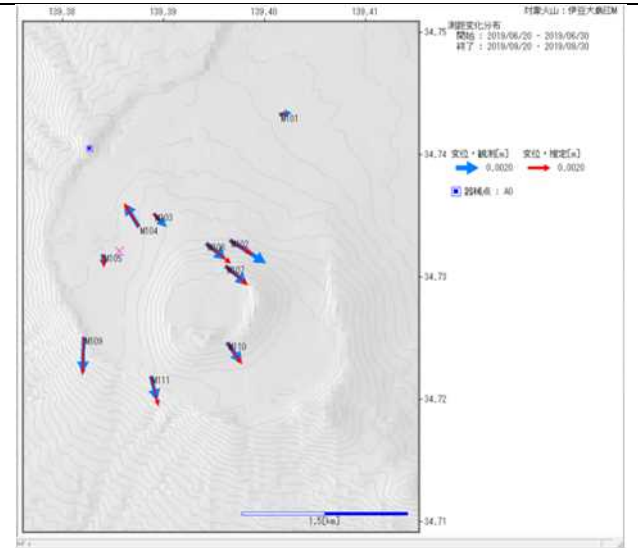 139.38 139.39 139.40 139.41
対象火山：伊豆大島EDM
34.75
測距変化分布
開始 : 2019/06/20 - 2019/06/30
終了 : 2019/09/20 - 2019/09/30
M101
34.74
変位・観測[m] 変位・推定[m]
0.0020 0.0020
器械点 : A0
M103
M104
M102
M105
M107
34.73
M109
M110
M111
34.72
1.5[km]
34.71